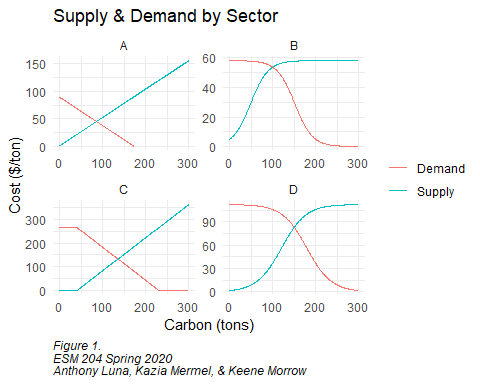 Supply & Demand by Sector
A
B
150
100
50
0
60
40
20
0
0
100
200
300
0
100
200
300
C
D
300
200
100
0
90
60
30
0
0
100
200
300
0
100
200
300
Cost ($/ton)
Carbon (tons)
Demand
Supply
Figure 1.
ESM 204 Spring 2020
Anthony Luna, Kazia Mermel, & Keene Morrow